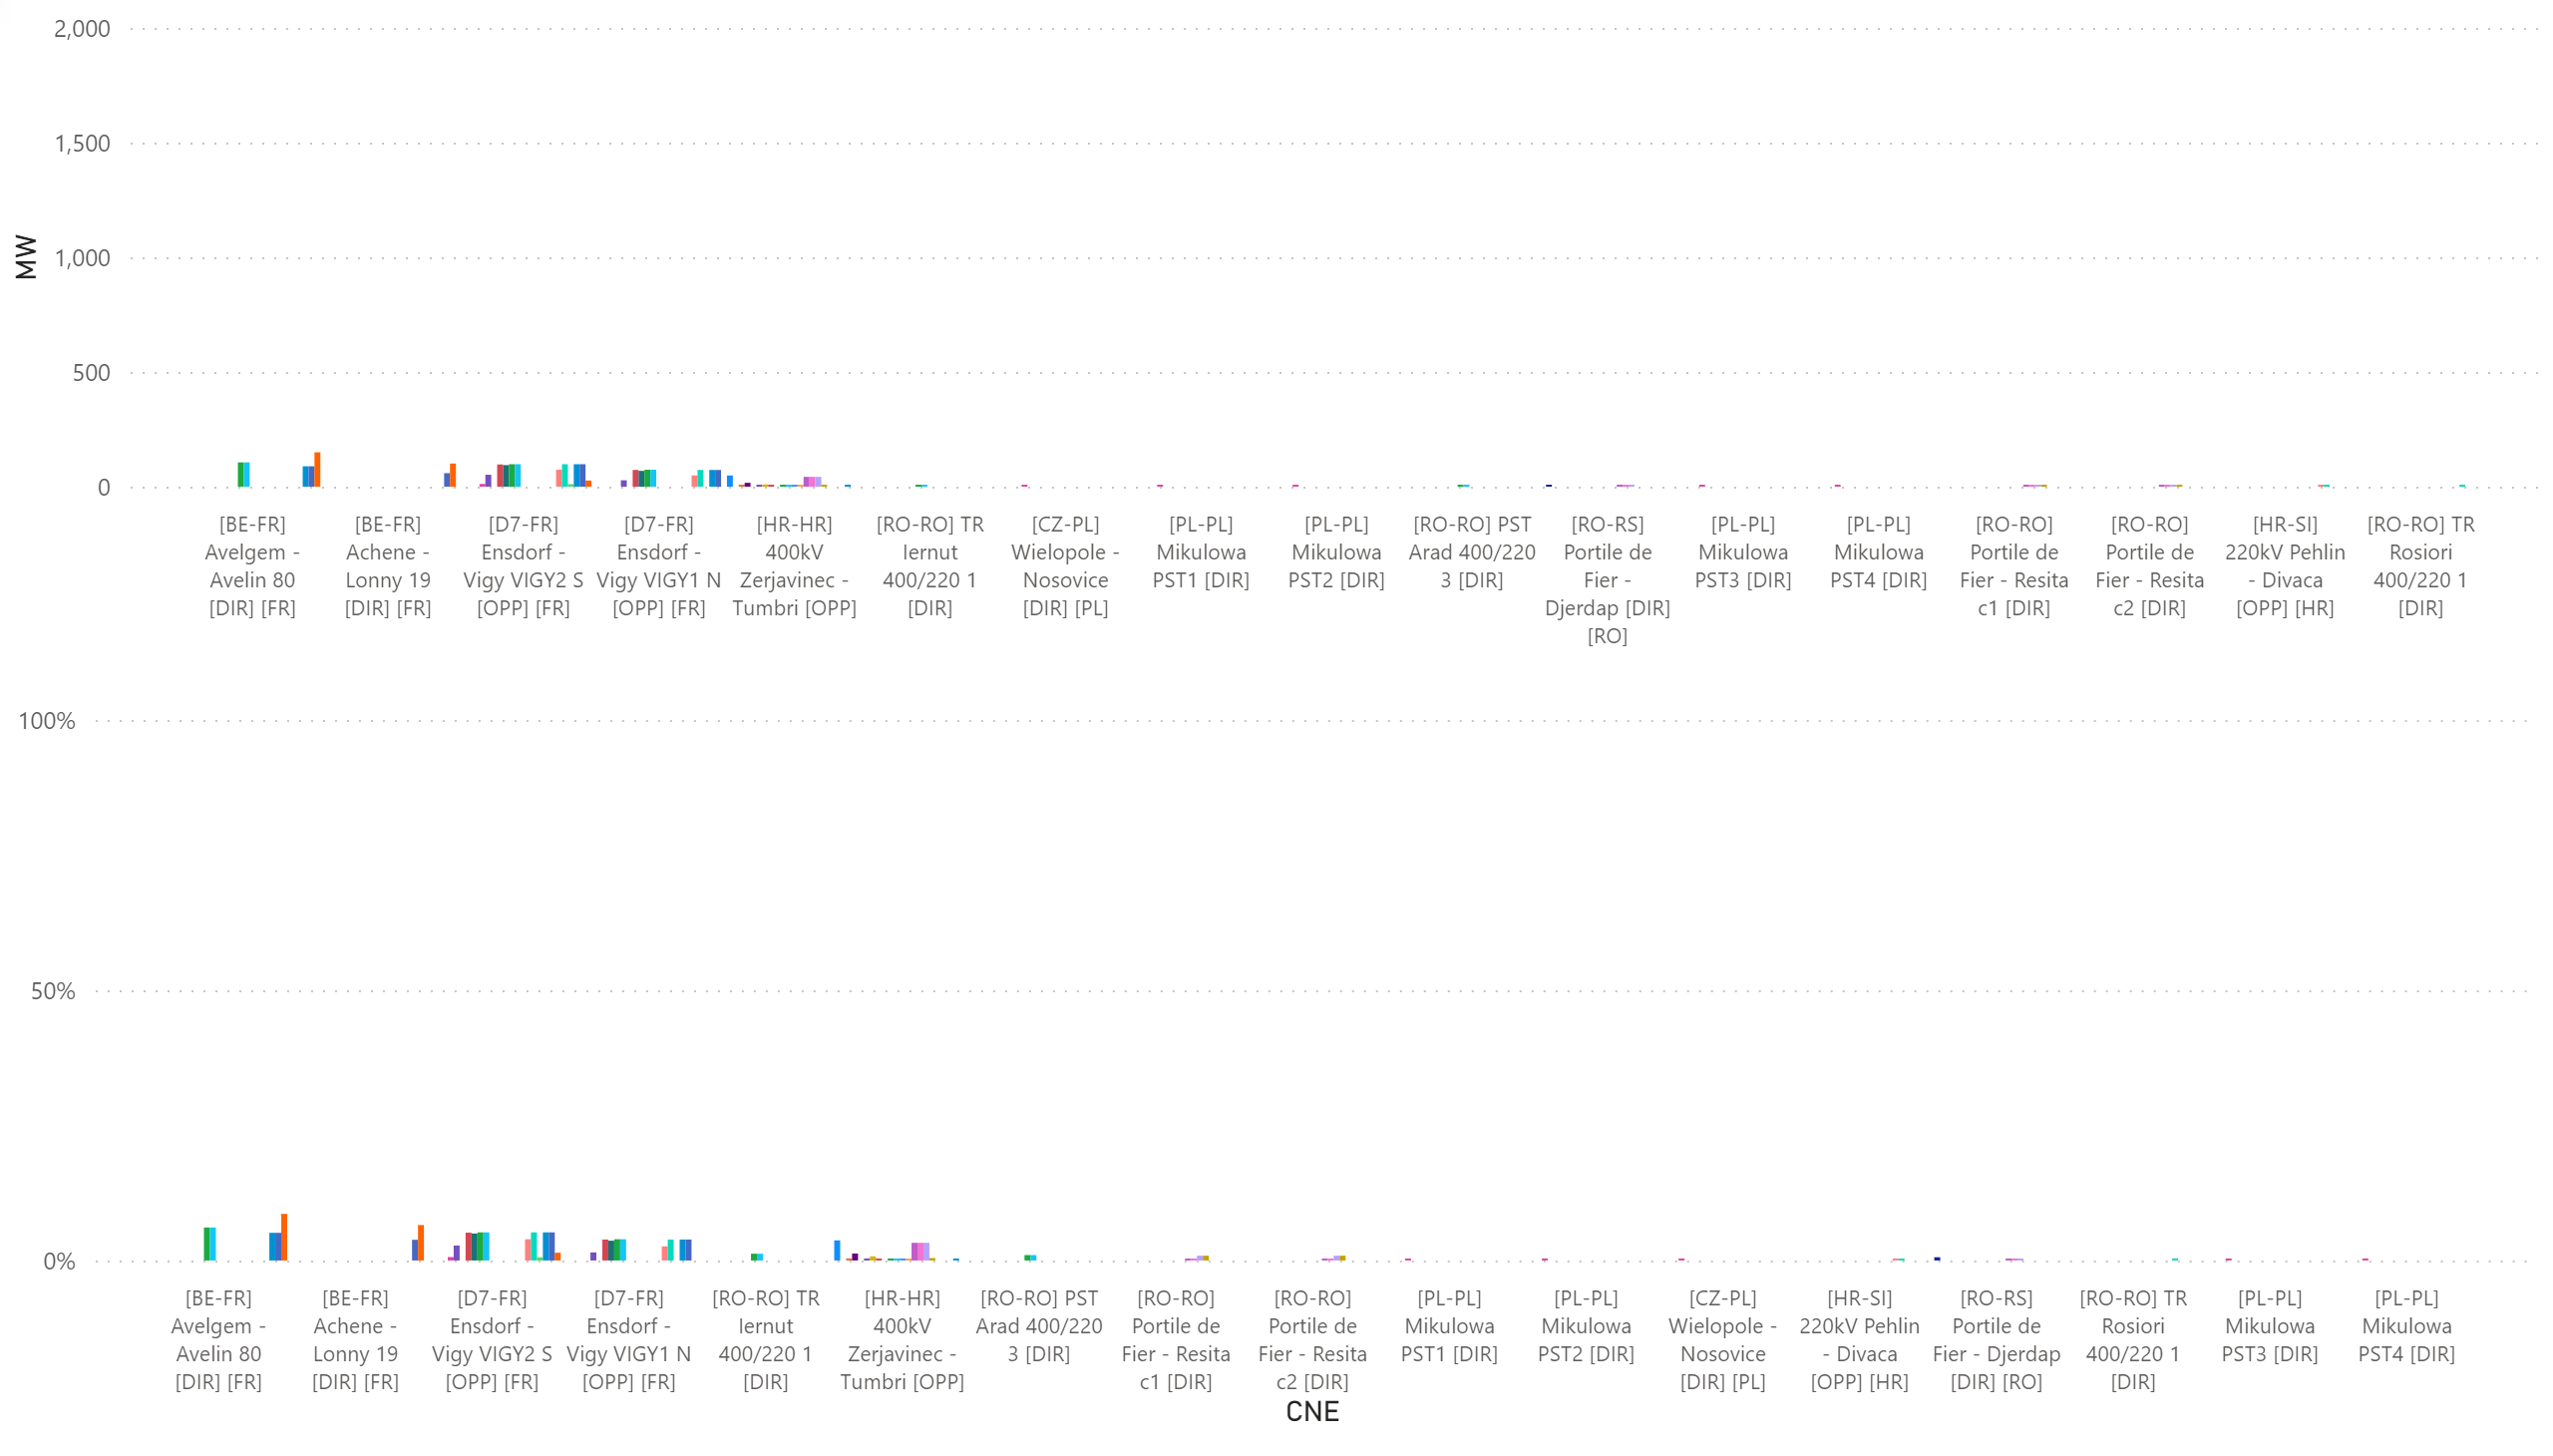 2,000
1,500
1,000
500
0
MW
[BE-FR]
Avelgem -
Avelin 80
[DIR] [FR]
[BE-FR]
Achene -
Lonny 19
[DIR] [FR]
[D7-FR]
Ensdorf -
Vigy VIGY2 S
[OPP] [FR]
[D7-FR]
Ensdorf -
Vigy VIGY1 N
[OPP] [FR]
[HR-HR]
400kV
Zerjavinec -
Tumbri [OPP]
[RO-RO] TR
Iernut
400/220 1
[DIR]
[CZ-PL]
Wielopole -
Nosovice
[DIR] [PL]
[PL-PL]
Mikulowa
PST1 [DIR]
[PL-PL]
Mikulowa
PST2 [DIR]
[RO-RO] PST
Arad 400/220
3 [DIR]
[RO-RS]
Portile de
Fier -
Djerdap [DIR]
[RO]
[PL-PL]
Mikulowa
PST3 [DIR]
[PL-PL]
Mikulowa
PST4 [DIR]
[RO-RO]
Portile de
Fier - Resita
c1 [DIR]
[RO-RO]
Portile de
Fier - Resita
c2 [DIR]
[HR-SI]
220kV Pehlin
- Divaca
[OPP] [HR]
[RO-RO] TR
Rosiori
400/220 1
[DIR]
100%
50%
0%
[BE-FR]
Avelgem -
Avelin 80
[DIR] [FR]
[BE-FR]
Achene -
Lonny 19
[DIR] [FR]
[D7-FR]
Ensdorf -
Vigy VIGY2 S
[OPP] [FR]
[D7-FR]
Ensdorf -
Vigy VIGY1 N
[OPP] [FR]
[RO-RO] TR
Iernut
400/220 1
[DIR]
[HR-HR]
400kV
Zerjavinec -
Tumbri [OPP]
[RO-RO] PST
Arad 400/220
3 [DIR]
[RO-RO]
Portile de
Fier - Resita
c1 [DIR]
[RO-RO]
Portile de
Fier - Resita
c2 [DIR]
[PL-PL]
Mikulowa
PST1 [DIR]
[PL-PL]
Mikulowa
PST2 [DIR]
[CZ-PL]
Wielopole -
Nosovice
[DIR] [PL]
[HR-SI]
220kV Pehlin
- Divaca
[OPP] [HR]
[RO-RS]
Portile de
Fier - Djerdap
[DIR] [RO]
[RO-RO] TR
Rosiori
400/220 1
[DIR]
[PL-PL]
Mikulowa
PST3 [DIR]
[PL-PL]
Mikulowa
PST4 [DIR]
CNE